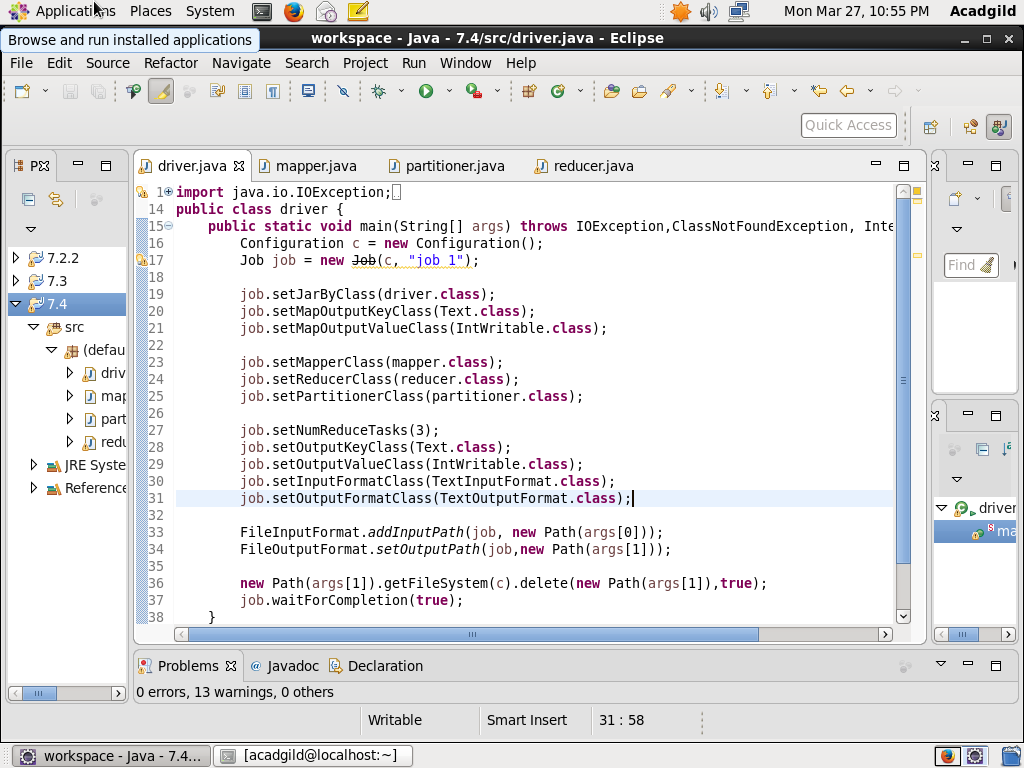 Applications Places System Mon Mar 27, 10:55 PM Acadgild
Browse and run installed applications
workspace - Java - 7.4/src/driver.java - Eclipse
File Edit Source Refactor Navigate Search Project Run Window Help
Quick Access
P
driver.java mapper.java partitioner.java reducer.java
7.2.2
7.3
7.4
src
(defau
driv
map
part
redu
JRE Syste
Reference
1 import java.io.IOException;
14 public class driver {
15 public static void main(String[] args) throws IOException,ClassNotFoundException, Inte
16 Configuration c = new Configuration();
17 Job job = new Job(c, "job 1");
18
19 job.setJarByClass(driver.class);
20 job.setMapOutputKeyClass(Text.class);
21 job.setMapOutputValueClass(IntWritable.class);
22
23 job.setMapperClass(mapper.class);
24 job.setReducerClass(reducer.class);
25 job.setPartitionerClass(partitioner.class);
26
27 job.setNumReduceTasks(3);
28 job.setOutputKeyClass(Text.class);
29 job.setOutputValueClass(IntWritable.class);
30 job.setInputFormatClass(TextInputFormat.class);
31 job.setOutputFormatClass(TextOutputFormat.class);
32
33 FileInputFormat.addInputPath(job, new Path(args[0]));
34 FileOutputFormat.setOutputPath(job,new Path(args[1]));
35
36 new Path(args[1]).getFileSystem(c).delete(new Path(args[1]),true);
37 job.waitForCompletion(true);
38 }
Find
driver
ma
Problems @ Javadoc Declaration
0 errors, 13 warnings, 0 others
Writable Smart Insert 31 : 58
workspace - Java - 7.4... [acadgild@localhost:~]